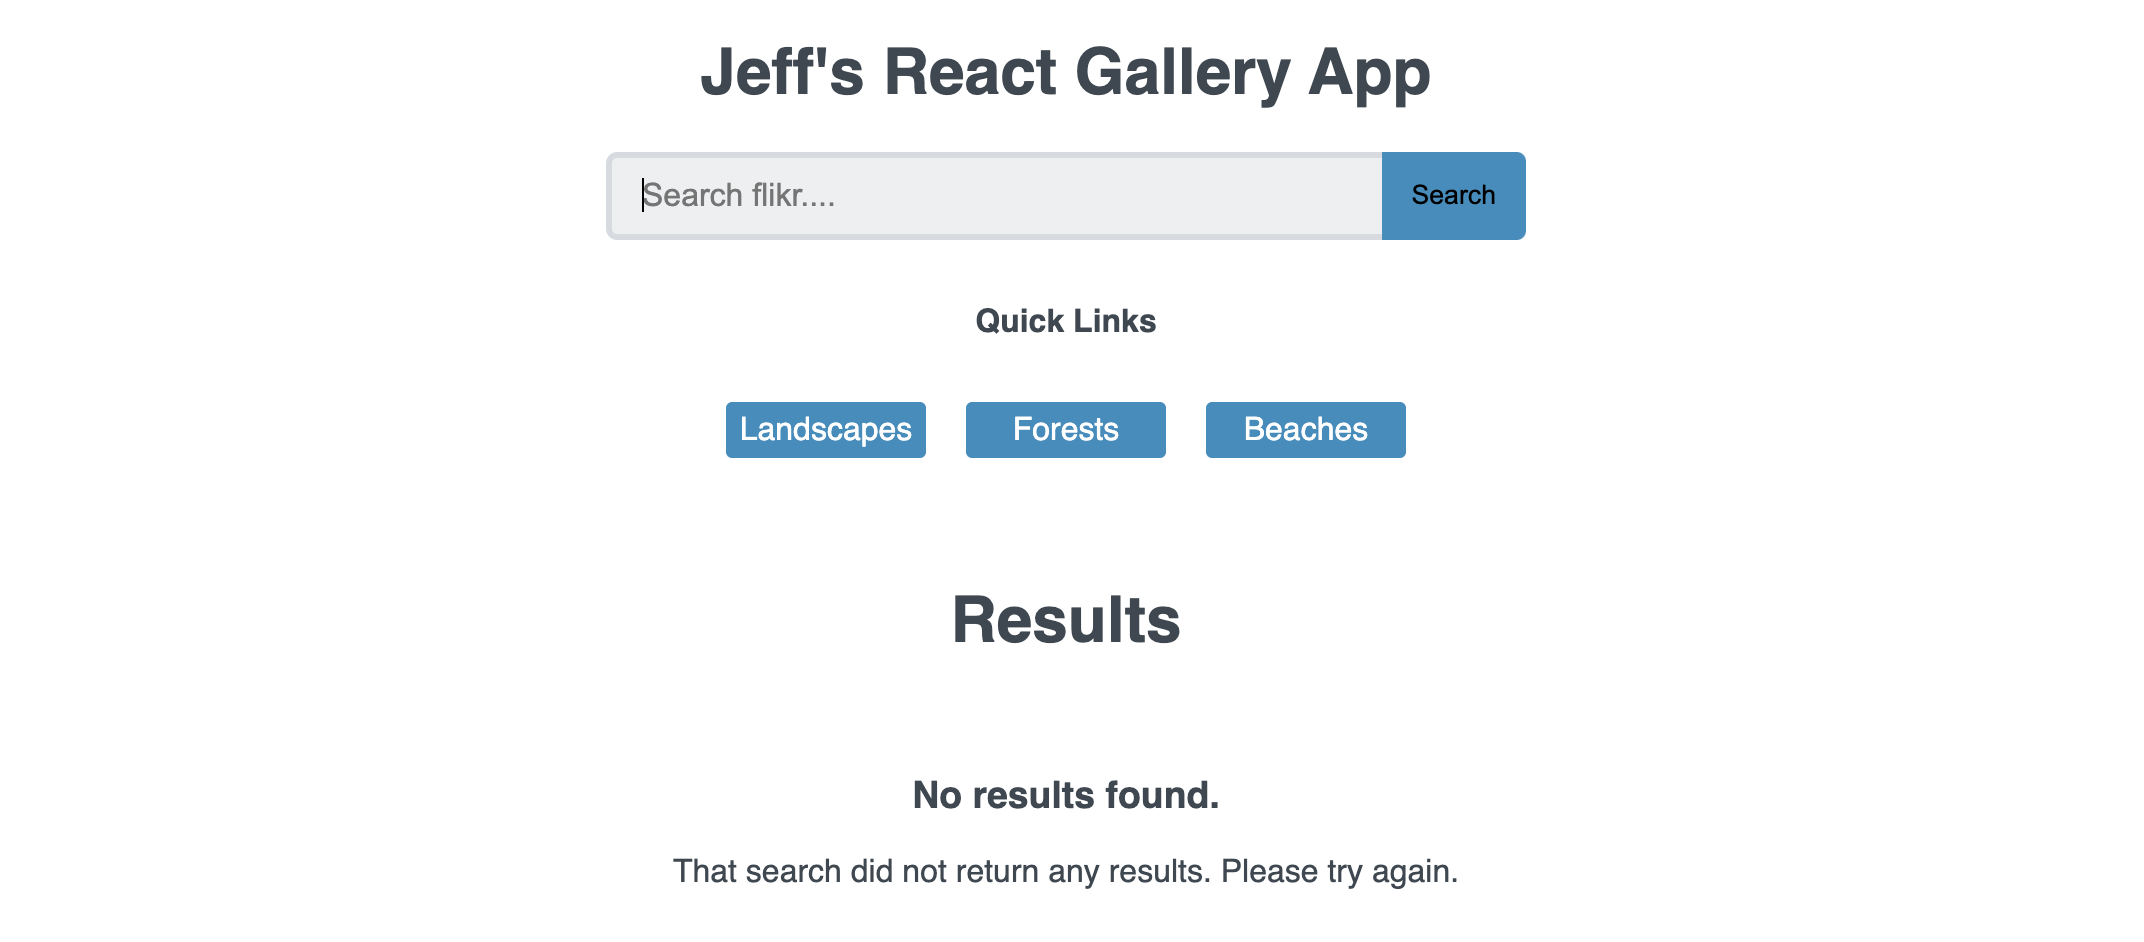 Jeff's React Gallery App
Search flikr....
Search
Quick Links
Landscapes
Forests
Beaches
Results
No results found.
That search did not return any results. Please try again.